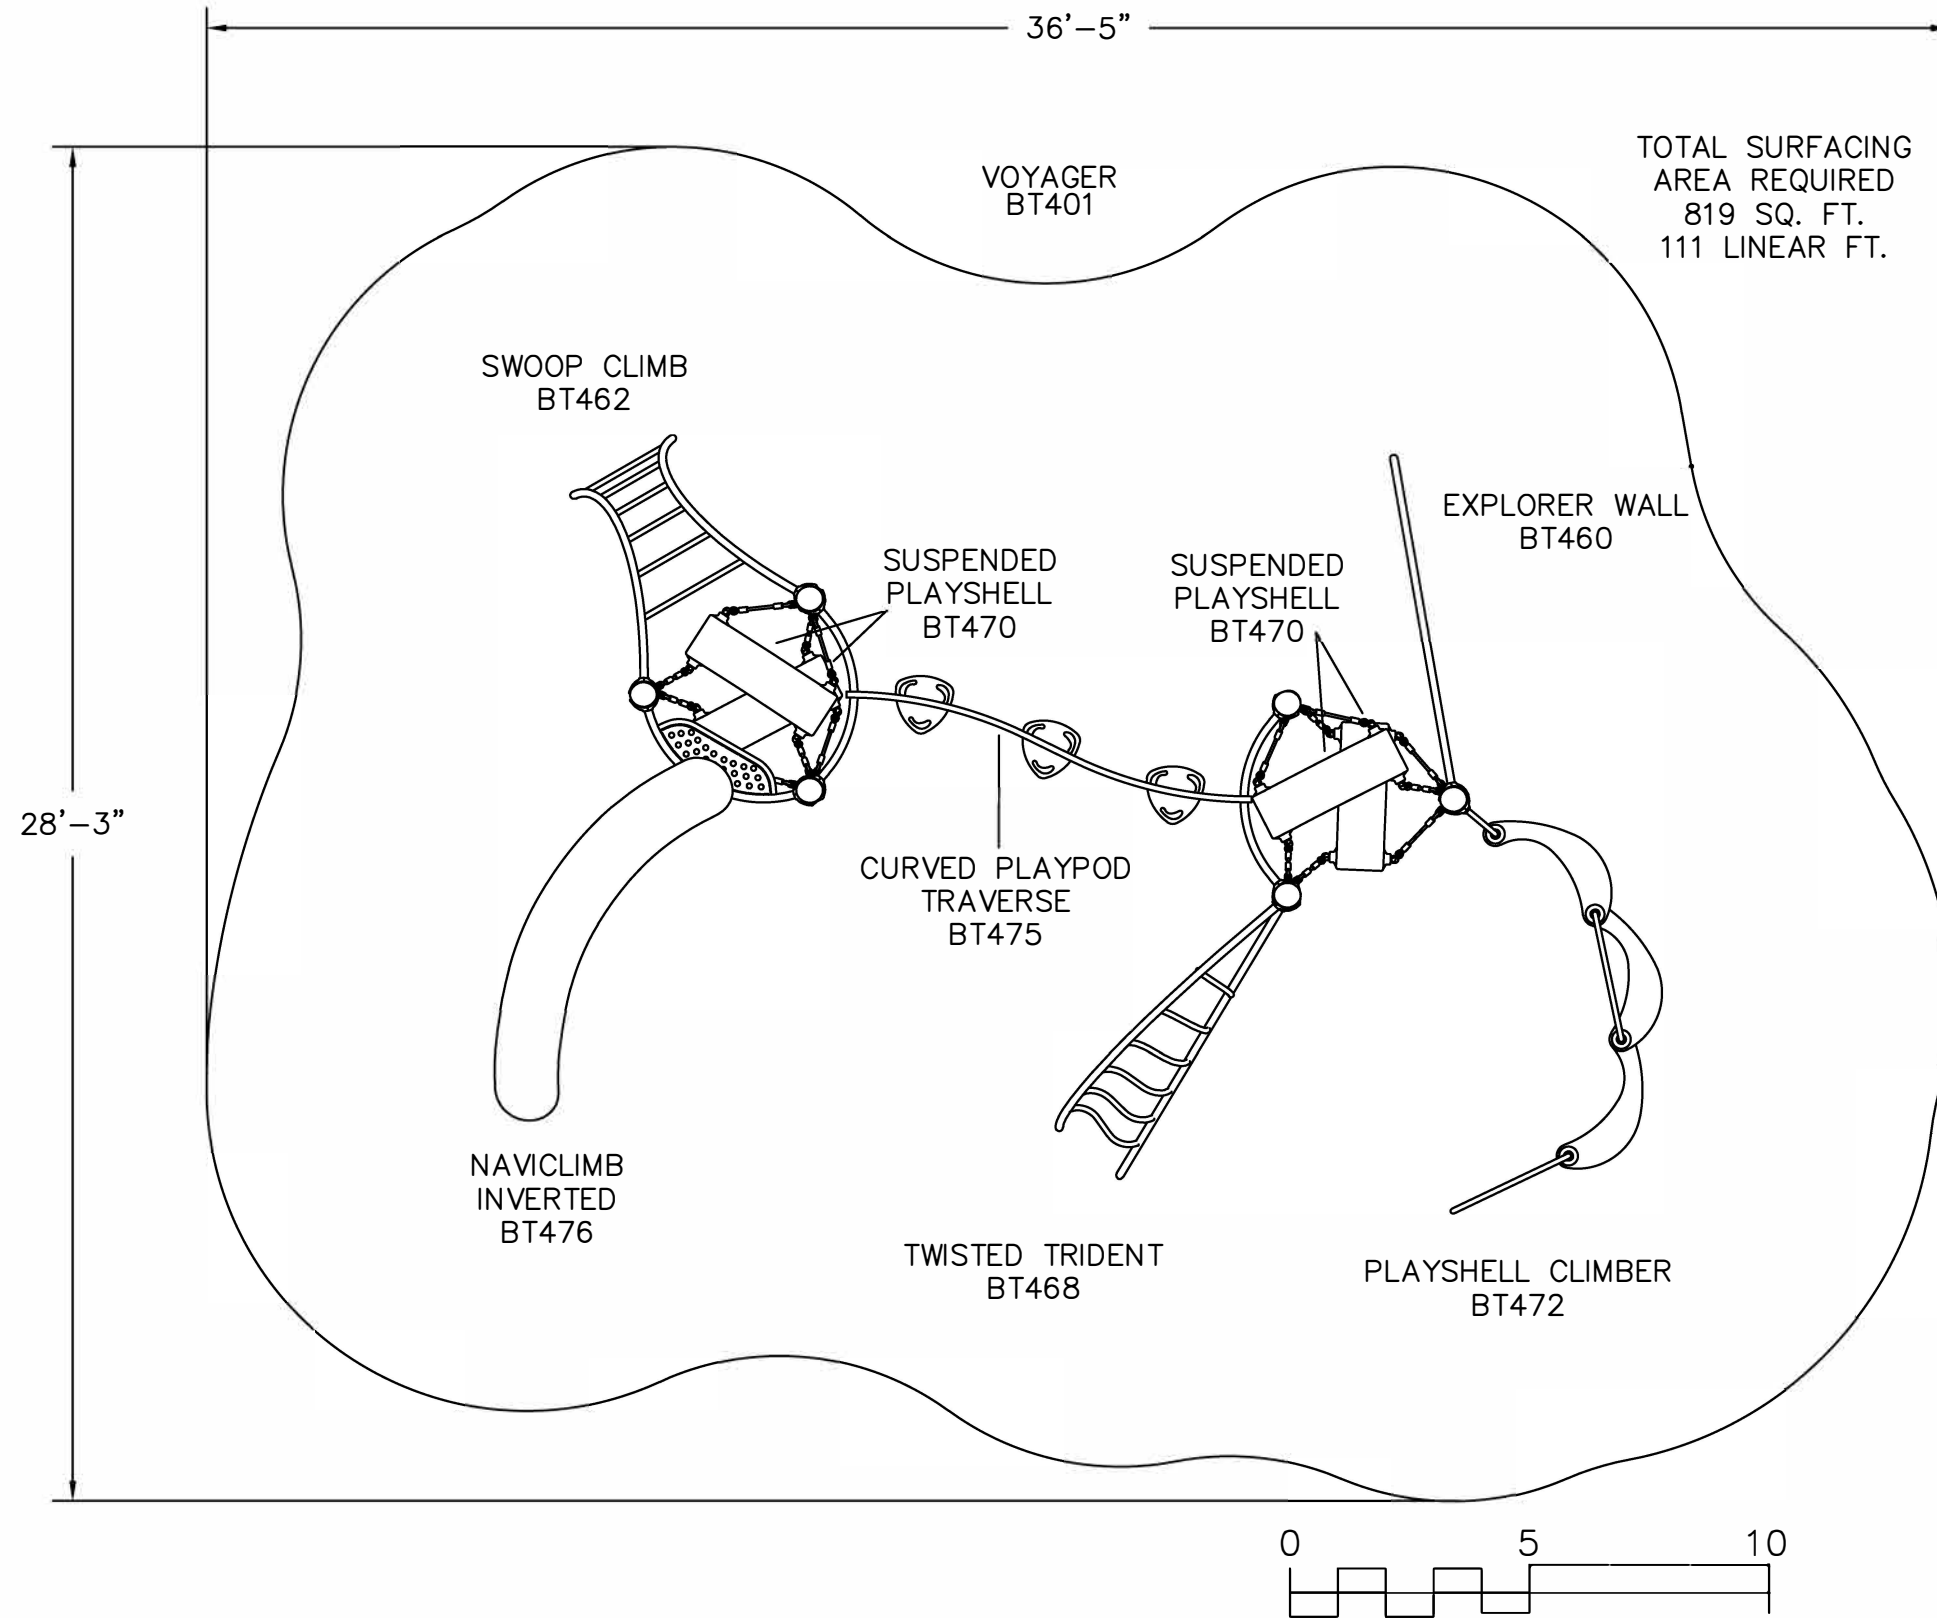 36'-5"
VOYAGER
BT401
TOTAL SURFACING
AREA REQUIRED
819 SQ. FT.
111 LINEAR FT.
SWOOP CLIMB
BT462
EXPLORER WALL
BT460
SUSPENDED
PLAYSHELL
BT470
SUSPENDED
PLAYSHELL
BT470
28'-3"
CURVED PLAYPOD
TRAVERSE
BT475
NAVICLIMB
INVERTED
BT476
TWISTED TRIDENT
BT468
PLAYSHELL CLIMBER
BT472
0 5 10